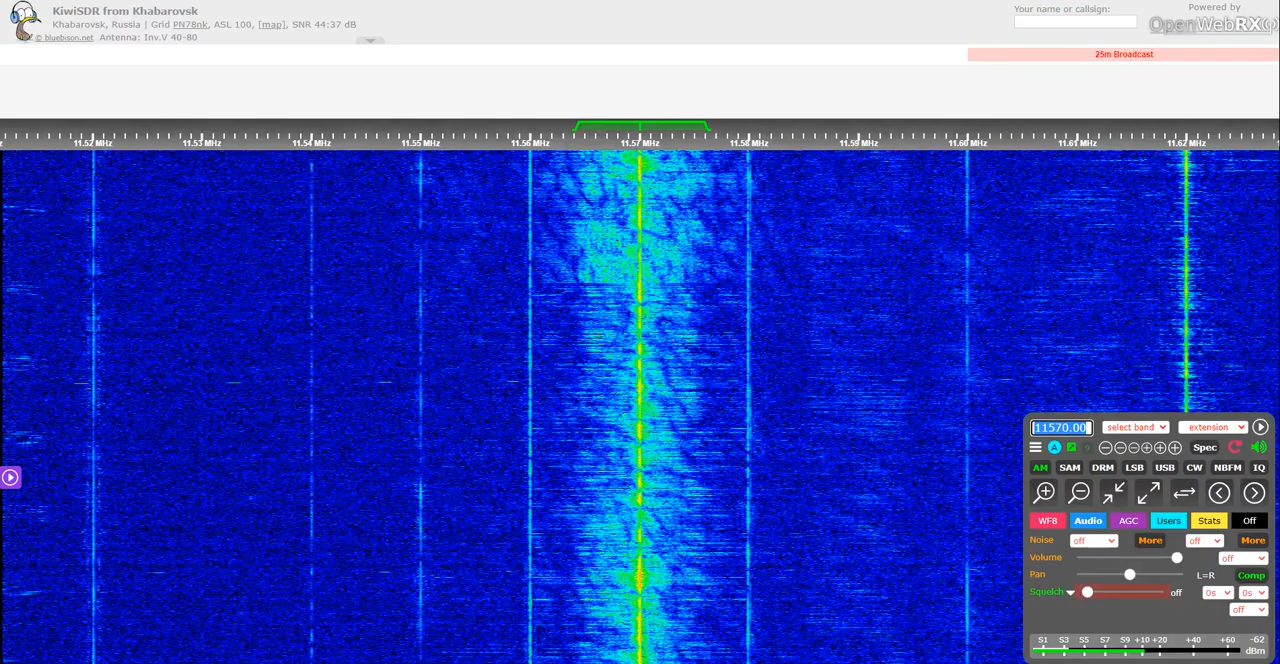 KiwiSDR from Khabarovsk
Khabarovsk, Russia | Grid PN78nk, ASL 100, [map], SNR 44:37 dB
© bluebison.net Antenna: Inv.V 40-80
Your name or callsign:
Powered by
OpenWebRX
25m Broadcast
11.52 MHz 11.53 MHz 11.54 MHz 11.55 MHz 11.56 MHz 11.57 MHz 11.58 MHz 11.59 MHz 11.60 MHz 11.61 MHz 11.62 MHz
11570.00 select band extension
A Spec
AM SAM DRM LSB USB CW NBFM IQ
WF8 Audio AGC Users Stats Off
Noise off More off More
Volume off
Pan L=R Comp
Squelch off 0s 0s
off
S1 S3 S5 S7 S9 +10 +20 +40 +60 -62
dBm